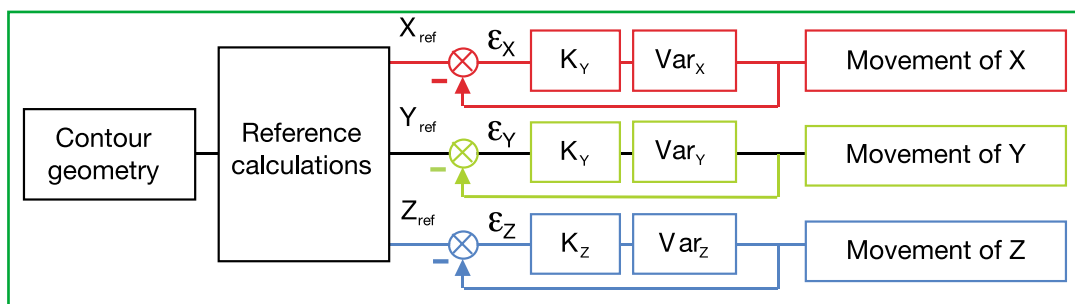 Contour
geometry
Reference
calculations
X ref
εX
KY
VarX
Movement of X
Yref
εY
KY
VarY
Movement of Y
Zref
εZ
KZ
VarZ
Movement of Z